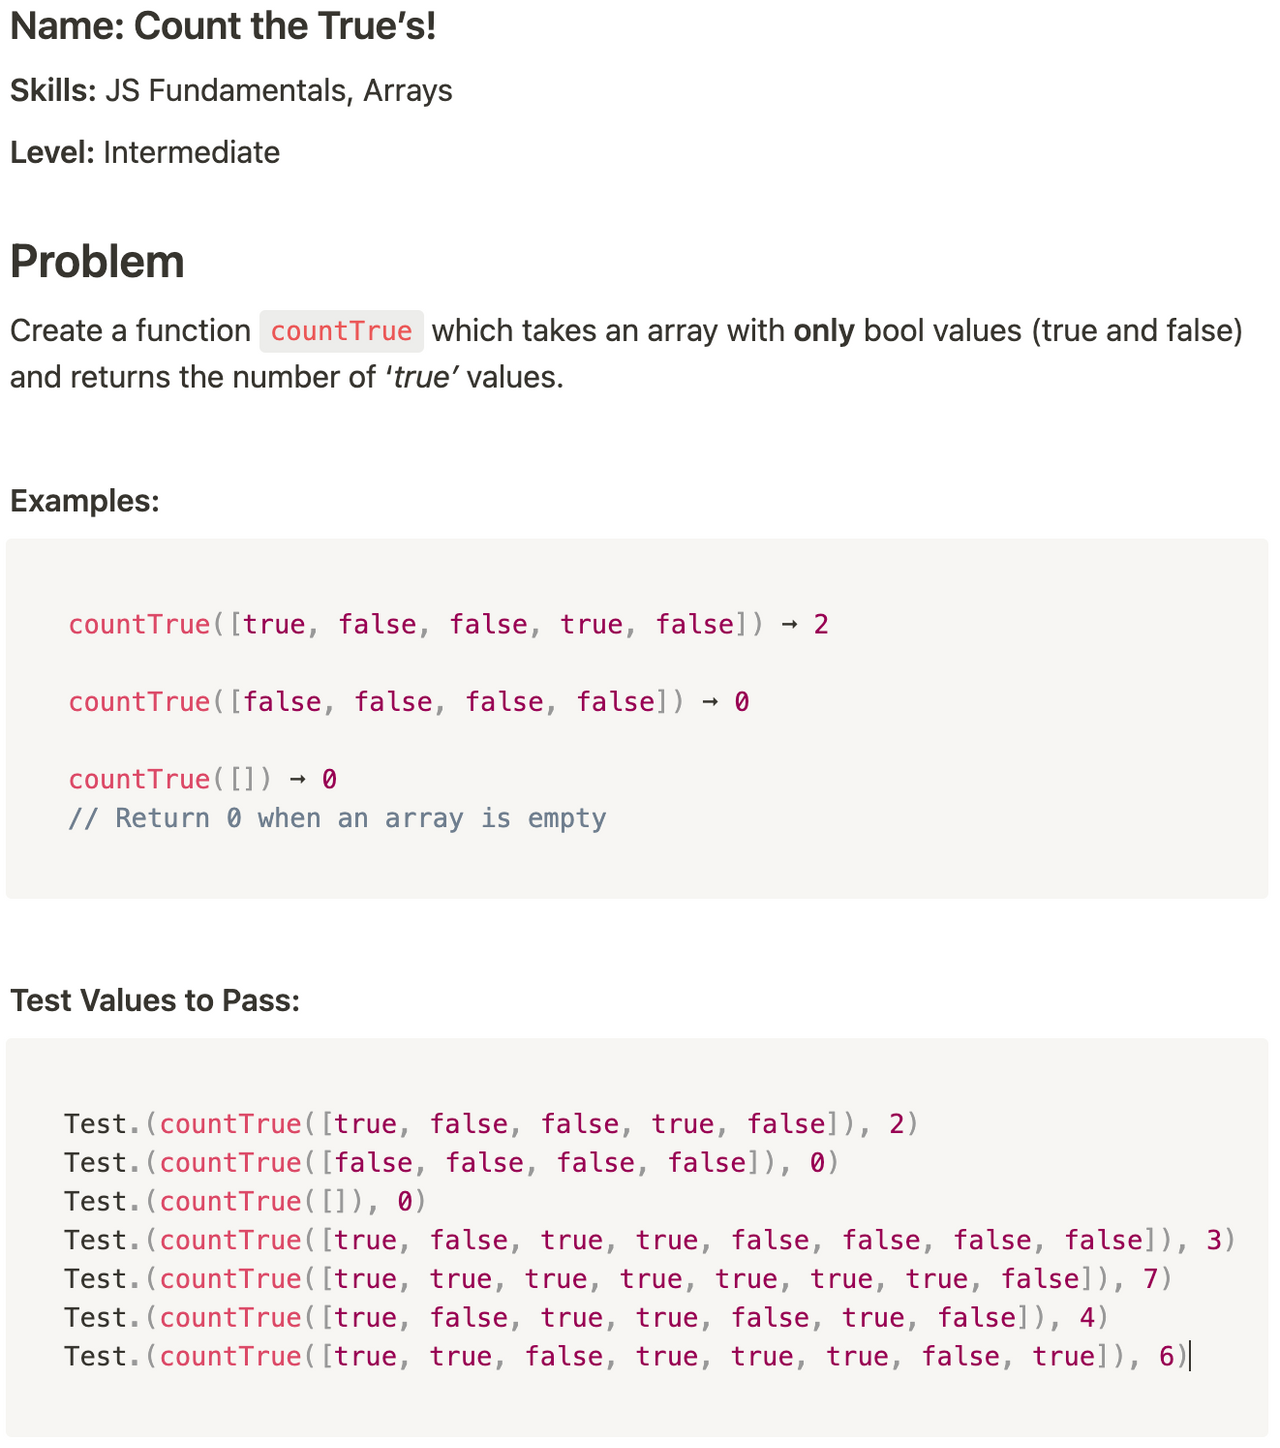 Name: Count the True’s!
Skills: JS Fundamentals, Arrays
Level: Intermediate
Problem
Create a function countTrue which takes an array with only bool values (true and false)
and returns the number of ‘true’ values.
Examples:
countTrue([true, false, false, true, false]) → 2
countTrue([false, false, false, false]) → 0
countTrue([]) → 0
// Return 0 when an array is empty
Test Values to Pass:
Test.(countTrue([true, false, false, true, false]), 2)
Test.(countTrue([false, false, false, false]), 0)
Test.(countTrue([]), 0)
Test.(countTrue([true, false, true, true, false, false, false, false]), 3)
Test.(countTrue([true, true, true, true, true, true, true, false]), 7)
Test.(countTrue([true, false, true, true, false, true, false]), 4)
Test.(countTrue([true, true, false, true, true, true, false, true]), 6)